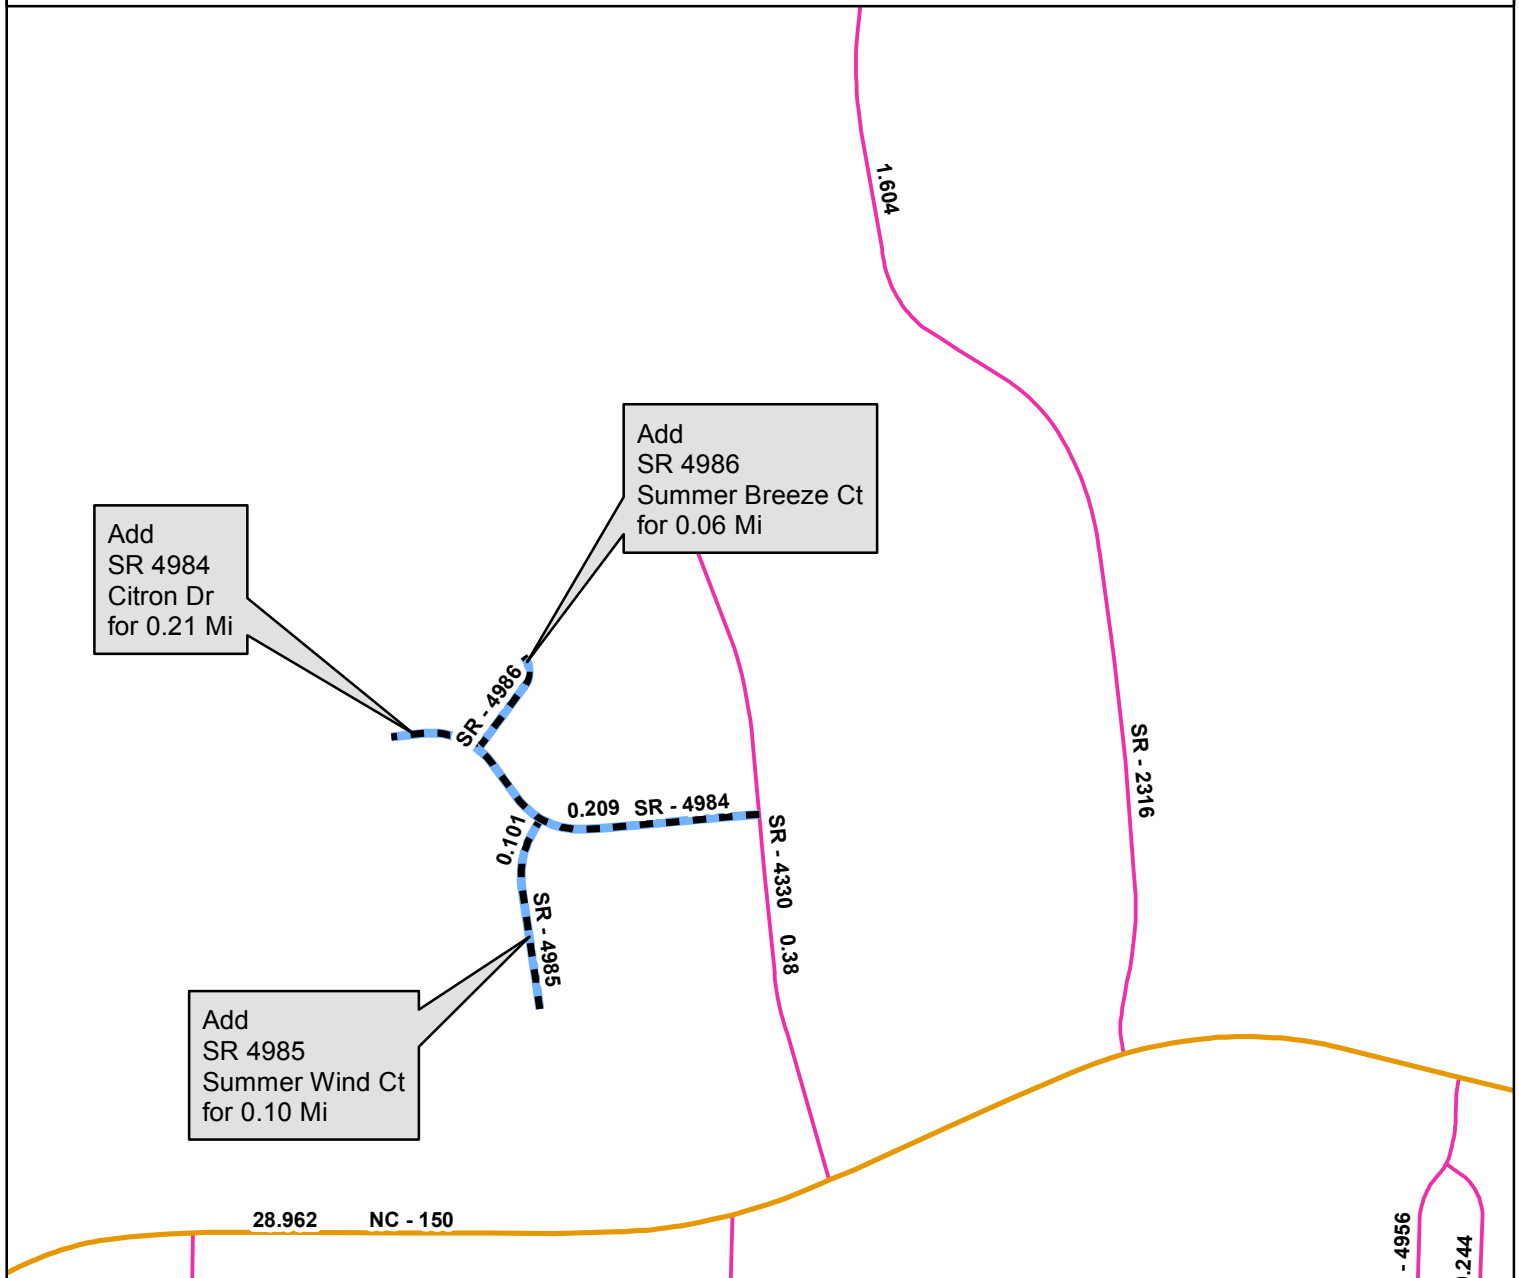 1.604
Add
SR 4986
Summer Breeze Ct
for 0.06 Mi
Add
SR 4984
Citron Dr
for 0.21 Mi
SR - 4986
SR - 2316
0.209 SR - 4984
0.101
SR - 4330 0.38
SR - 4985
Add
SR 4985
Summer Wind Ct
for 0.10 Mi
28.962 NC - 150
- 4956
.244